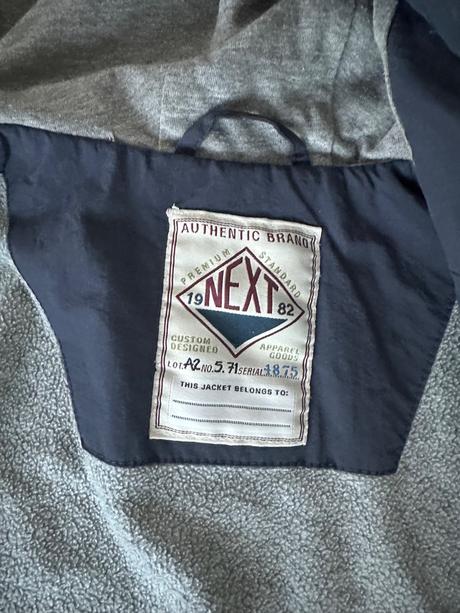 AUTHENTIC BRAND
PREMIUM STANDARD
NEXT
19 82
CUSTOM DESIGNED
APPAREL GOODS
LOT. A2 NO. 5.71 SERIAL 1875
THIS JACKET BELONGS TO: